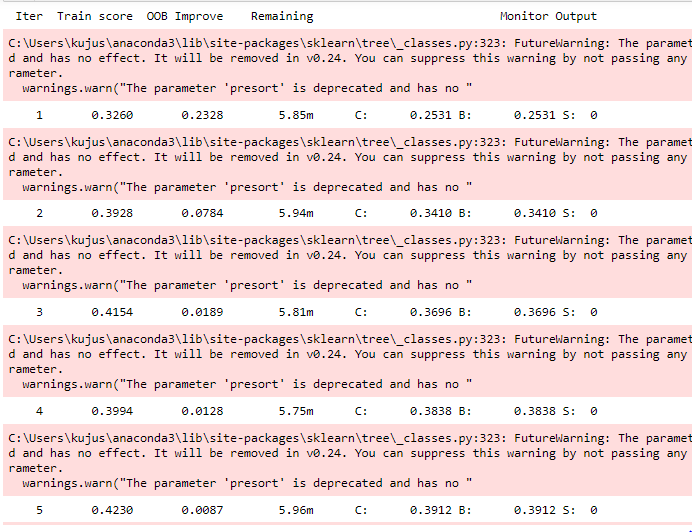 Iter Train score OOB Improve Remaining Monitor Output
C:\Users\kujus\anaconda3\lib\site-packages\sklearn\tree\_classes.py:323: FutureWarning: The paramet
d and has no effect. It will be removed in v0.24. You can suppress this warning by not passing any
rameter.
warnings.warn("The parameter 'presort' is deprecated and has no "
1 0.3260 0.2328 5.85m C: 0.2531 B: 0.2531 S: 0
C:\Users\kujus\anaconda3\lib\site-packages\sklearn\tree\_classes.py:323: FutureWarning: The paramet
d and has no effect. It will be removed in v0.24. You can suppress this warning by not passing any
rameter.
warnings.warn("The parameter 'presort' is deprecated and has no "
2 0.3928 0.0784 5.94m C: 0.3410 B: 0.3410 S: 0
C:\Users\kujus\anaconda3\lib\site-packages\sklearn\tree\_classes.py:323: FutureWarning: The paramet
d and has no effect. It will be removed in v0.24. You can suppress this warning by not passing any
rameter.
warnings.warn("The parameter 'presort' is deprecated and has no "
3 0.4154 0.0189 5.81m C: 0.3696 B: 0.3696 S: 0
C:\Users\kujus\anaconda3\lib\site-packages\sklearn\tree\_classes.py:323: FutureWarning: The paramet
d and has no effect. It will be removed in v0.24. You can suppress this warning by not passing any
rameter.
warnings.warn("The parameter 'presort' is deprecated and has no "
4 0.3994 0.0128 5.75m C: 0.3838 B: 0.3838 S: 0
C:\Users\kujus\anaconda3\lib\site-packages\sklearn\tree\_classes.py:323: FutureWarning: The paramet
d and has no effect. It will be removed in v0.24. You can suppress this warning by not passing any
rameter.
warnings.warn("The parameter 'presort' is deprecated and has no "
5 0.4230 0.0087 5.96m C: 0.3912 B: 0.3912 S: 0